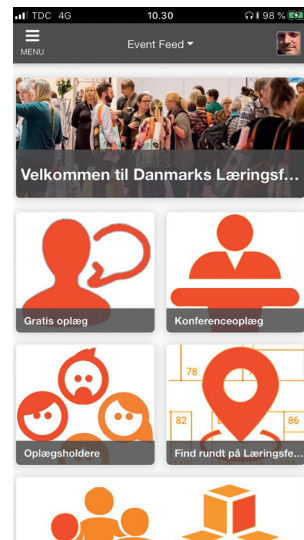 TDC 4G 10.30 98 %
MENU
Event Feed
Velkommen til Danmarks Læringsf...
Gratis oplæg
Konferenceoplæg
78
82
86
Oplægsholdere
Find rundt på Læringsfe...